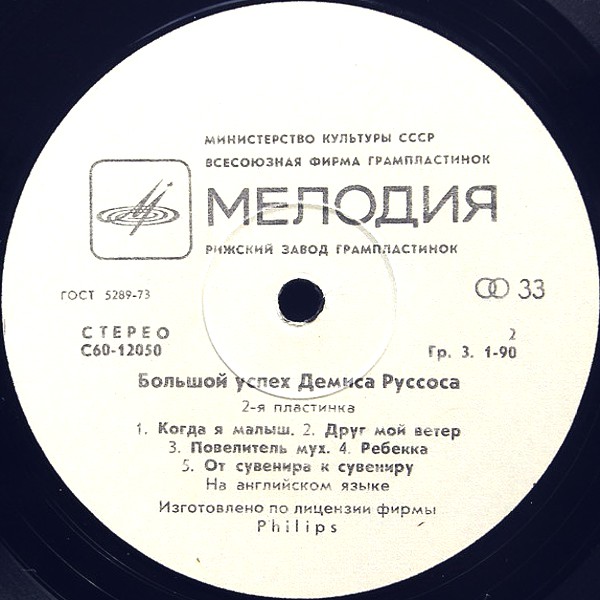 МИНИСТЕРСТВО КУЛЬТУРЫ СССР
ВСЕСОЮЗНАЯ ФИРМА ГРАМПЛАСТИНОК
МЕЛОДИЯ
РИЖСКИЙ ЗАВОД ГРАМПЛАСТИНОК
ГОСТ 5289-73
33
СТЕРЕО
2
С60-12050
Гр. 3. 1-90
Большой успех Демиса Руссоса
2-я пластинка
1. Когда я малыш. 2. Друг мой ветер
3. Повелитель мух. 4. Ребекка
5. От сувенира к сувениру
На английском языке
Изготовлено по лицензии фирмы
Philips